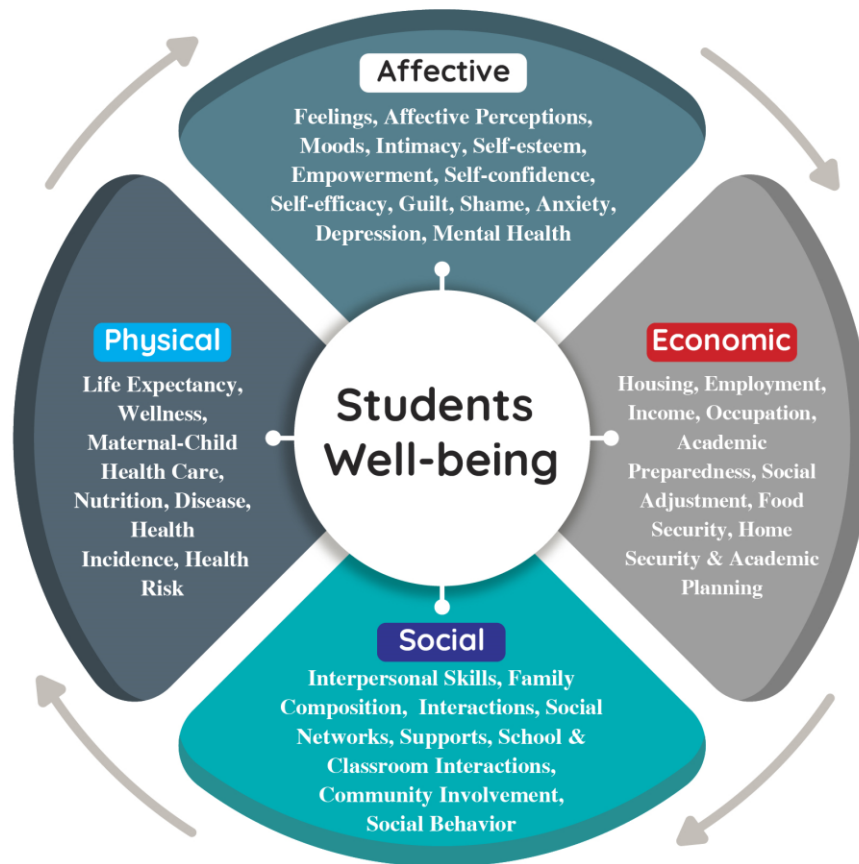 Affective
Feelings, Affective Perceptions,
Moods, Intimacy, Self-esteem,
Empowerment, Self-confidence,
Self-efficacy, Guilt, Shame, Anxiety,
Depression, Mental Health
Physical
Life Expectancy,
Wellness,
Maternal-Child
Health Care,
Nutrition, Disease,
Health
Incidence, Health
Risk
Students
Well-being
Economic
Housing, Employment,
Income, Occupation,
Academic
Preparedness, Social
Adjustment, Food
Security, Home
Security & Academic
Planning
Social
Interpersonal Skills, Family
Composition, Interactions, Social
Networks, Supports, School &
Classroom Interactions,
Community Involvement,
Social Behavior